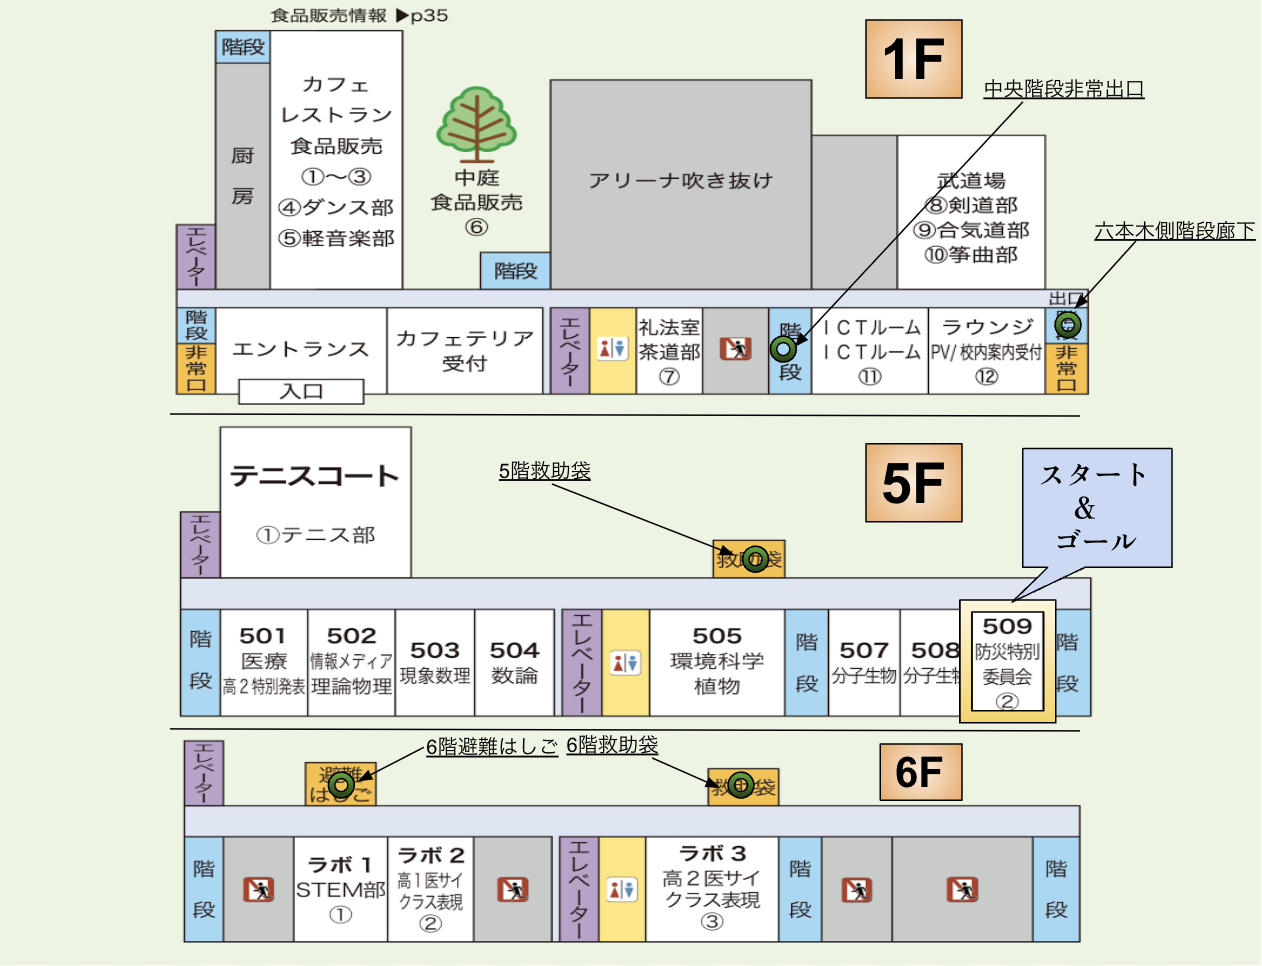 食品販売情報 ▶p35
1F
階段
カフェ
レストラン
食品販売
①〜③
④ダンス部
⑤軽音楽部
厨房
中庭
食品販売
⑥
アリーナ吹き抜け
中央階段非常出口
武道場
⑧剣道部
⑨合気道部
⑩箏曲部
六本木側階段廊下
エレベーター
階段
出口
階段
非常口
エントランス
入口
カフェテリア
受付
エレベーター
礼法室
茶道部
⑦
階段
ICTルーム
ICTルーム
⑪
ラウンジ
PV/校内案内受付
⑫
段
非常口
5F
テニスコート
①テニス部
5階救助袋
救助袋
スタート
&
ゴール
エレベーター
階段
501
医療
高2特別発表
502
情報メディア
理論物理
503
現象数理
504
数論
エレベーター
505
環境科学
植物
階段
507
分子生物
508
分子生物
509
防災特別
委員会
②
階段
6F
エレベーター
6階避難はしご
6階救助袋
避難
はしご
救助袋
階段
ラボ1
STEM部
①
ラボ2
高1医サイ
クラス表現
②
エレベーター
ラボ3
高2医サイ
クラス表現
③
階段
階段